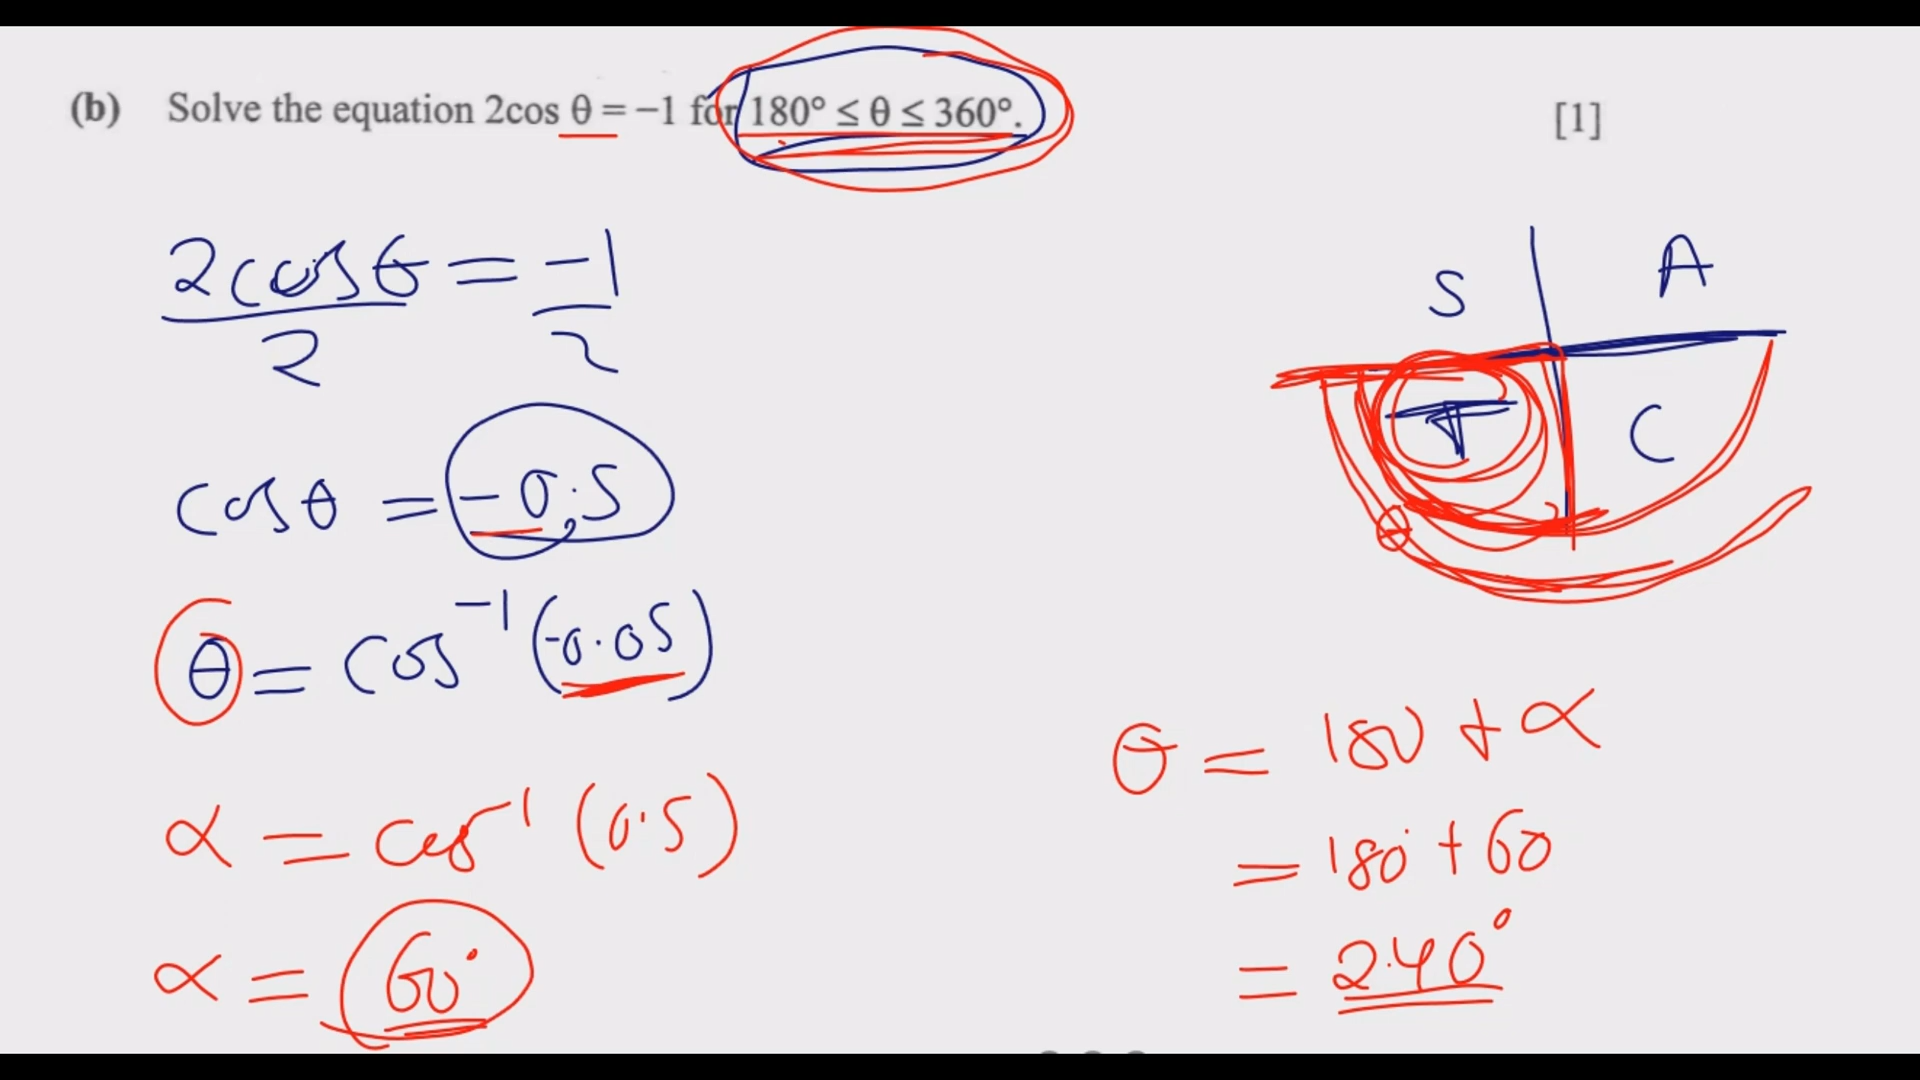 (b) Solve the equation 2cos θ = −1 for 180° ≤ θ ≤ 360°. [1]
2cosθ = −1
2 2
S A
T C
cosθ = −0.5
θ = cos⁻¹(−0.05)
θ = 180 + α
α = cos⁻¹(0.5)
= 180 + 60
α = 60°
= 240°